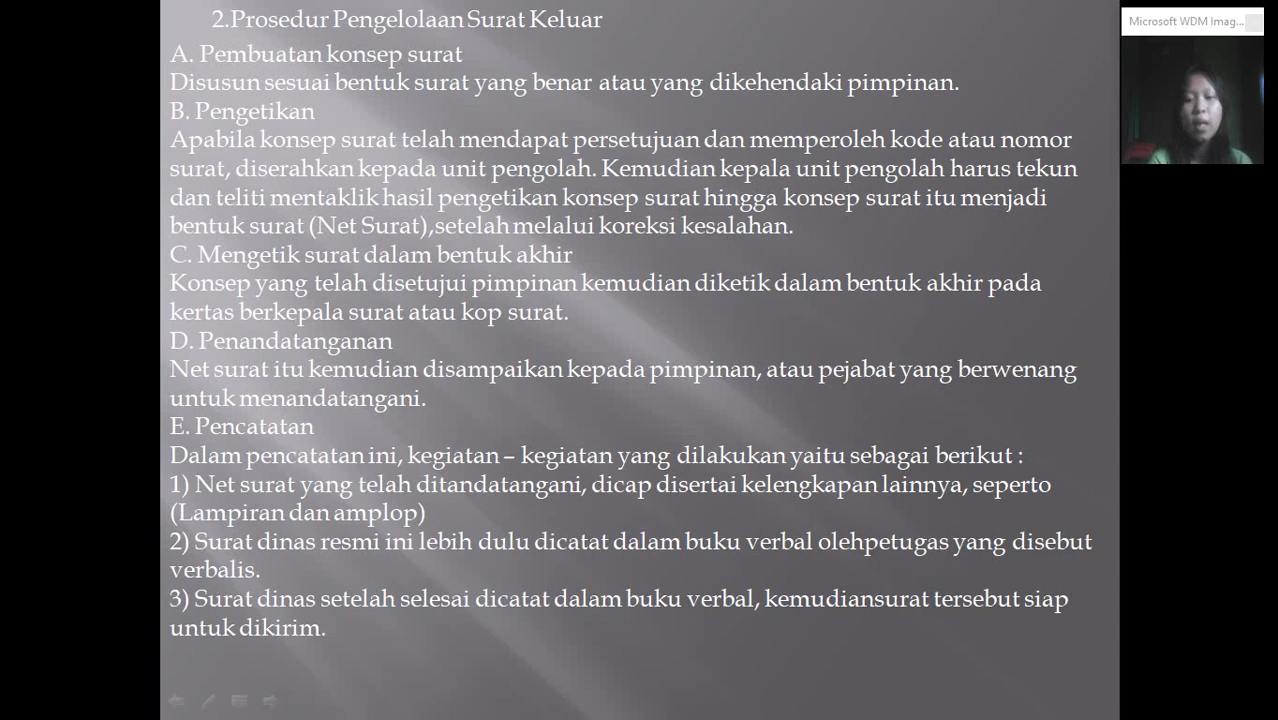 2.Prosedur Pengelolaan Surat Keluar
Microsoft WDM Imag...
A. Pembuatan konsep surat
Disusun sesuai bentuk surat yang benar atau yang dikehendaki pimpinan.
B. Pengetikan
Apabila konsep surat telah mendapat persetujuan dan memperoleh kode atau nomor
surat, diserahkan kepada unit pengolah. Kemudian kepala unit pengolah harus tekun
dan teliti mentaklik hasil pengetikan konsep surat hingga konsep surat itu menjadi
bentuk surat (Net Surat),setelah melalui koreksi kesalahan.
C. Mengetik surat dalam bentuk akhir
Konsep yang telah disetujui pimpinan kemudian diketik dalam bentuk akhir pada
kertas berkepala surat atau kop surat.
D. Penandatanganan
Net surat itu kemudian disampaikan kepada pimpinan, atau pejabat yang berwenang
untuk menandatangani.
E. Pencatatan
Dalam pencatatan ini, kegiatan – kegiatan yang dilakukan yaitu sebagai berikut :
1) Net surat yang telah ditandatangani, dicap disertai kelengkapan lainnya, seperto
(Lampiran dan amplop)
2) Surat dinas resmi ini lebih dulu dicatat dalam buku verbal olehpetugas yang disebut
verbalis.
3) Surat dinas setelah selesai dicatat dalam buku verbal, kemudiansurat tersebut siap
untuk dikirim.